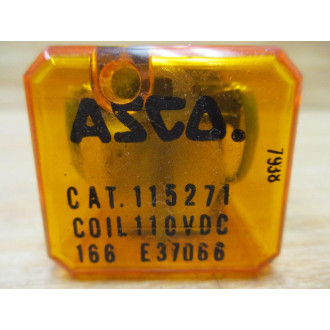 ASCO.
CAT. 115271
COIL 110VDC
166 E37066
7938